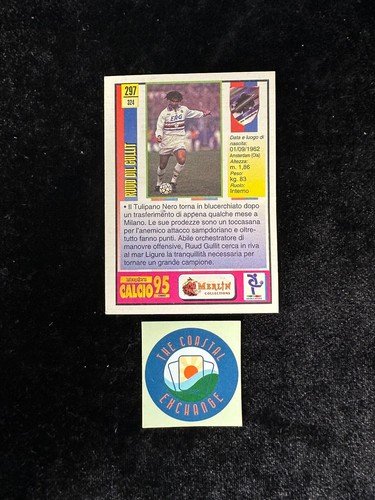 297
324
RUUD DIL GULLIT
ERG
Data e luogo di
nascita:
01/09/1962
Amsterdam (Ola)
Altezza:
m. 1,86
Peso:
kg. 83
Ruolo:
Interno
• Il Tulipano Nero torna in blucerchiato dopo
un trasferimento di appena qualche mese a
Milano. Le sue prodezze sono un toccasana
per l'anemico attacco sampdoriano e oltre-
tutto fanno punti. Abile orchestratore di
manovre offensive, Ruud Gullit cerca in riva
al mar Ligure la tranquillità necessaria per
tornare un grande campione.
CALCIO 95
MERLIN
COLLECTIONS
THE COASTAL
EXCHANGE